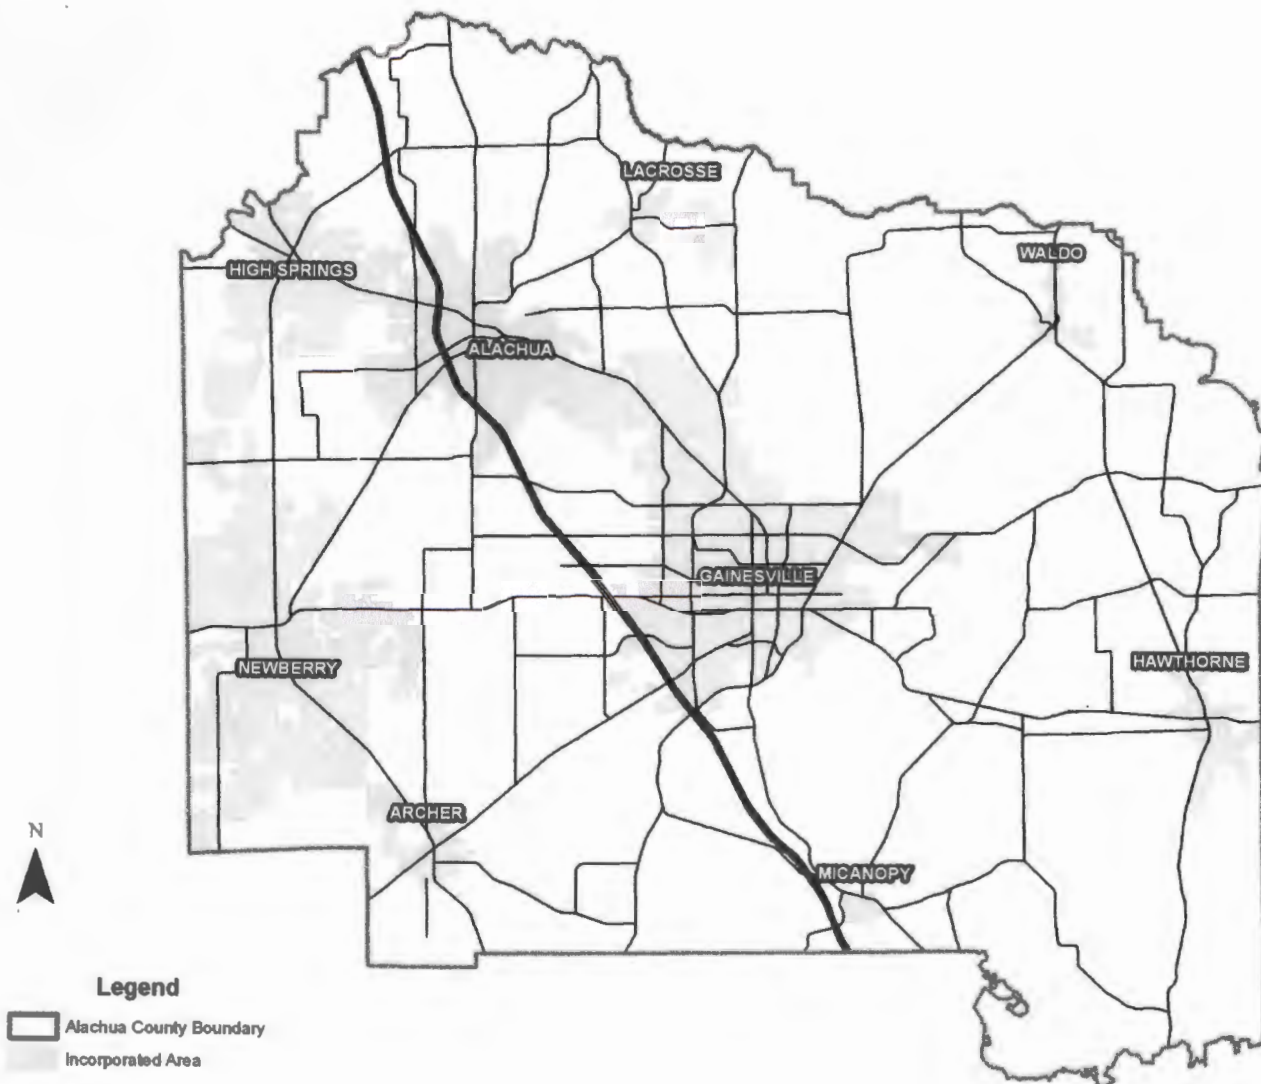 LACROSSE
WALDO
HIGH SPRINGS
ALACHUA
GAINESVILLE
NEWBERRY
HAWTHORNE
ARCHER
MICANOPY
N
Legend
Alachua County Boundary
Incorporated Area